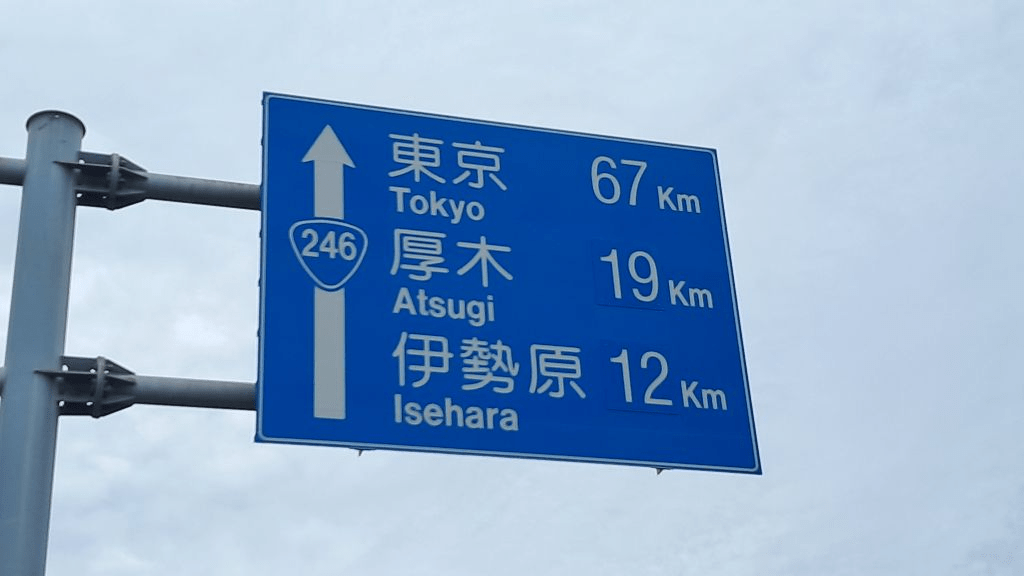 東京 67 Km
Tokyo
246
厚木 19 Km
Atsugi
伊勢原 12 Km
Isehara